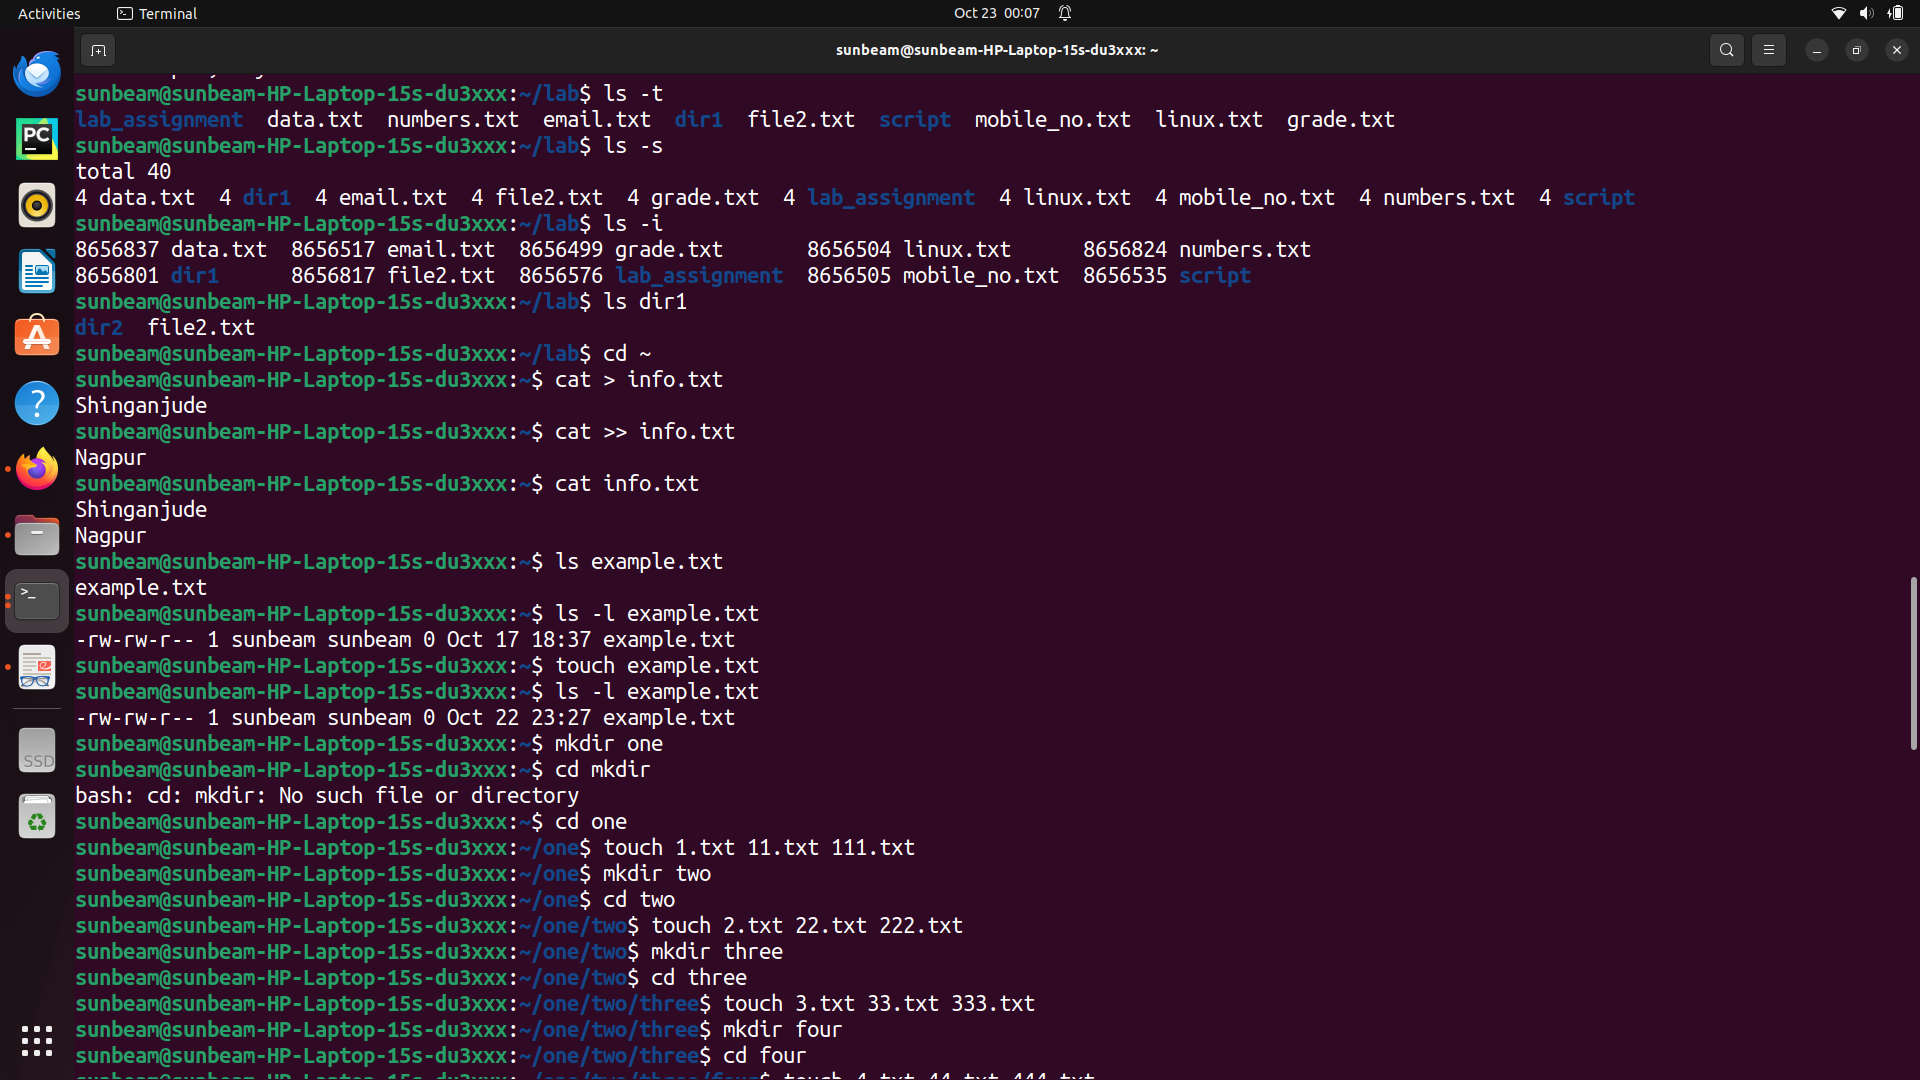 Activities Terminal Oct 23 00:07
sunbeam@sunbeam-HP-Laptop-15s-du3xxx: ~
sunbeam@sunbeam-HP-Laptop-15s-du3xxx:~/lab$ ls -t
lab_assignment data.txt numbers.txt email.txt dir1 file2.txt script mobile_no.txt linux.txt grade.txt
sunbeam@sunbeam-HP-Laptop-15s-du3xxx:~/lab$ ls -s
total 40
4 data.txt 4 dir1 4 email.txt 4 file2.txt 4 grade.txt 4 lab_assignment 4 linux.txt 4 mobile_no.txt 4 numbers.txt 4 script
sunbeam@sunbeam-HP-Laptop-15s-du3xxx:~/lab$ ls -i
8656837 data.txt 8656517 email.txt 8656499 grade.txt 8656504 linux.txt 8656824 numbers.txt
8656801 dir1 8656817 file2.txt 8656576 lab_assignment 8656505 mobile_no.txt 8656535 script
sunbeam@sunbeam-HP-Laptop-15s-du3xxx:~/lab$ ls dir1
dir2 file2.txt
sunbeam@sunbeam-HP-Laptop-15s-du3xxx:~/lab$ cd ~
sunbeam@sunbeam-HP-Laptop-15s-du3xxx:~$ cat > info.txt
Shinganjude
sunbeam@sunbeam-HP-Laptop-15s-du3xxx:~$ cat >> info.txt
Nagpur
sunbeam@sunbeam-HP-Laptop-15s-du3xxx:~$ cat info.txt
Shinganjude
Nagpur
sunbeam@sunbeam-HP-Laptop-15s-du3xxx:~$ ls example.txt
example.txt
sunbeam@sunbeam-HP-Laptop-15s-du3xxx:~$ ls -l example.txt
-rw-rw-r-- 1 sunbeam sunbeam 0 Oct 17 18:37 example.txt
sunbeam@sunbeam-HP-Laptop-15s-du3xxx:~$ touch example.txt
sunbeam@sunbeam-HP-Laptop-15s-du3xxx:~$ ls -l example.txt
-rw-rw-r-- 1 sunbeam sunbeam 0 Oct 22 23:27 example.txt
sunbeam@sunbeam-HP-Laptop-15s-du3xxx:~$ mkdir one
sunbeam@sunbeam-HP-Laptop-15s-du3xxx:~$ cd mkdir
bash: cd: mkdir: No such file or directory
sunbeam@sunbeam-HP-Laptop-15s-du3xxx:~$ cd one
sunbeam@sunbeam-HP-Laptop-15s-du3xxx:~/one$ touch 1.txt 11.txt 111.txt
sunbeam@sunbeam-HP-Laptop-15s-du3xxx:~/one$ mkdir two
sunbeam@sunbeam-HP-Laptop-15s-du3xxx:~/one$ cd two
sunbeam@sunbeam-HP-Laptop-15s-du3xxx:~/one/two$ touch 2.txt 22.txt 222.txt
sunbeam@sunbeam-HP-Laptop-15s-du3xxx:~/one/two$ mkdir three
sunbeam@sunbeam-HP-Laptop-15s-du3xxx:~/one/two$ cd three
sunbeam@sunbeam-HP-Laptop-15s-du3xxx:~/one/two/three$ touch 3.txt 33.txt 333.txt
sunbeam@sunbeam-HP-Laptop-15s-du3xxx:~/one/two/three$ mkdir four
sunbeam@sunbeam-HP-Laptop-15s-du3xxx:~/one/two/three$ cd four
PC
SSD